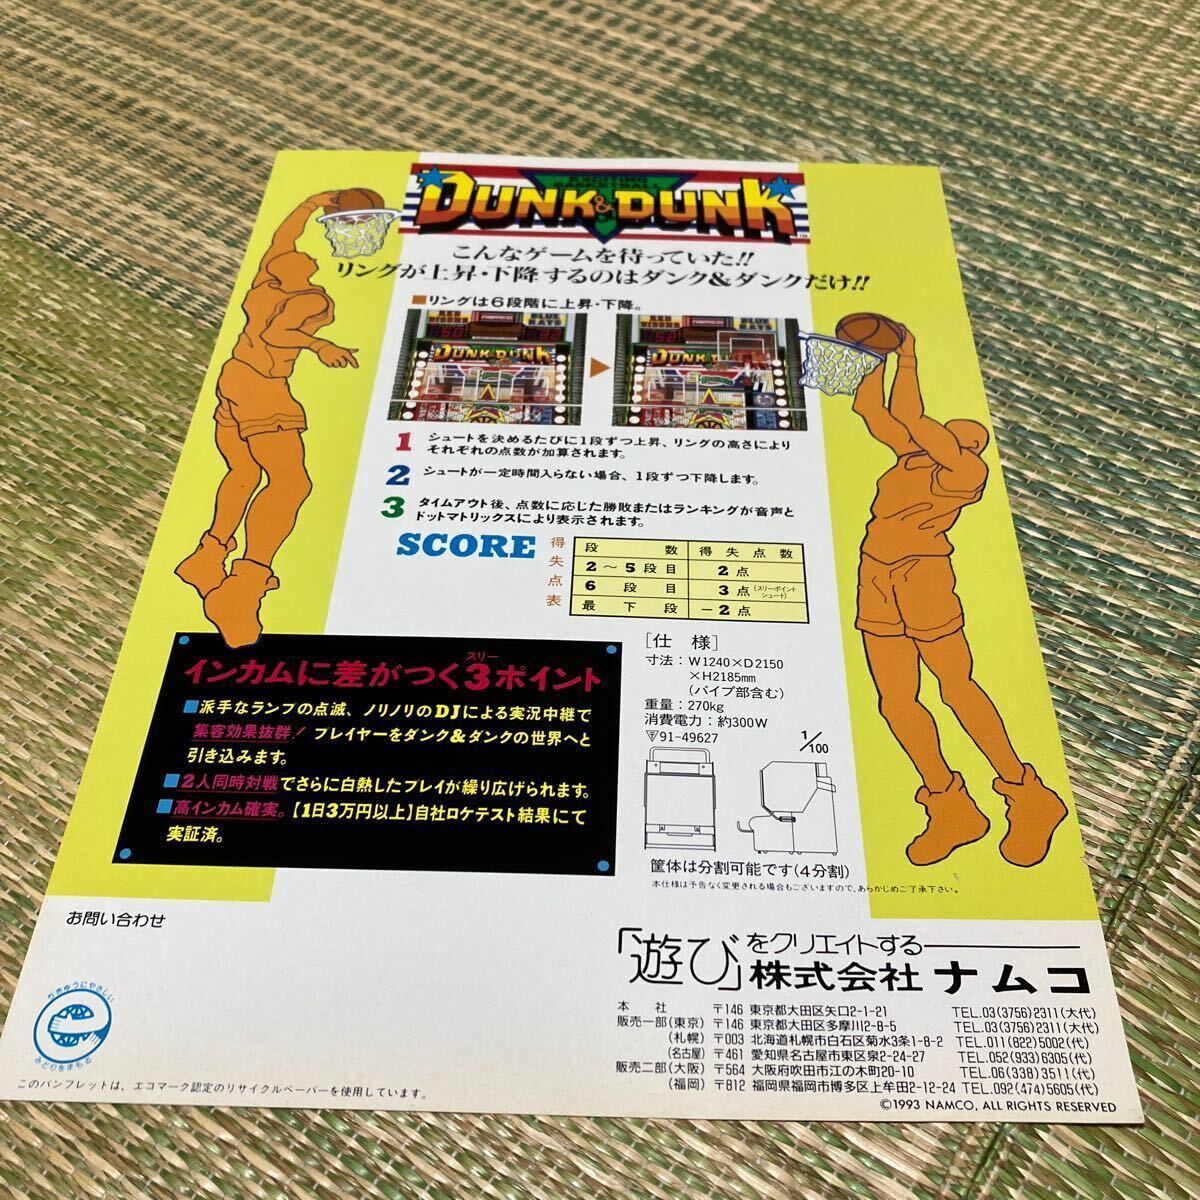 EXCITING
BASKETBALL
DUNK & DUNK
こんなゲームを待っていた!!
リングが上昇・下降するのはダンク&ダンクだけ!!
■リングは6段階に上昇・下降。
DUNK DUNK
1 シュートを決めるたびに1段ずつ上昇、リングの高さにより
それぞれの点数が加算されます。
2 シュートが一定時間入らない場合、1段ずつ下降します。
3 タイムアウト後、点数に応じた勝敗またはランキングが音声と
ドットマトリックスにより表示されます。
SCORE
得失点表
段 数 得失点数
2～5段目 2点
6 段 目 3点(スリーポイントシュート)
最 下 段 －2点
インカムに差がつく3ポイント
スリー
■派手なランプの点滅、ノリノリのDJによる実況中継で
集客効果抜群! プレイヤーをダンク&ダンクの世界へと
引き込みます。
■2人同時対戦でさらに白熱したプレイが繰り広げられます。
■高インカム確実。【1日3万円以上】自社ロケテスト結果にて
実証済。
[仕 様]
寸法：W1240×D2150
×H2185mm
(パイプ部含む)
重量：270kg
消費電力：約300W
〒91-49627
1/100
筐体は分割可能です(4分割)
本仕様は予告なく変更される場合もございますので、あらかじめご了承下さい。
お問い合わせ
ちきゅうにやさしい
みどりをまもる
このパンフレットは、エコマーク認定のリサイクルペーパーを使用しています。
「遊び」をクリエイトする
株式会社 ナムコ
本 社 〒146 東京都大田区矢口2-1-21 TEL.03(3756)2311(大代)
販売一部(東京) 〒146 東京都大田区多摩川2-8-5 TEL.03(3756)2311(大代)
(札幌) 〒003 北海道札幌市白石区菊水3条1-8-2 TEL.011(822)5002(代)
(名古屋) 〒461 愛知県名古屋市東区泉2-24-27 TEL.052(933)6305(代)
販売二部(大阪) 〒564 大阪府吹田市江の木町20-10 TEL.06(338)3511(代)
(福岡) 〒812 福岡県福岡市博多区上牟田2-12-24 TEL.092(474)5605(代)
©1993 NAMCO, ALL RIGHTS RESERVED